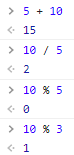 > 5 + 10
<· 15
> 10 / 5
<· 2
> 10 % 5
<· 0
> 10 % 3
<· 1